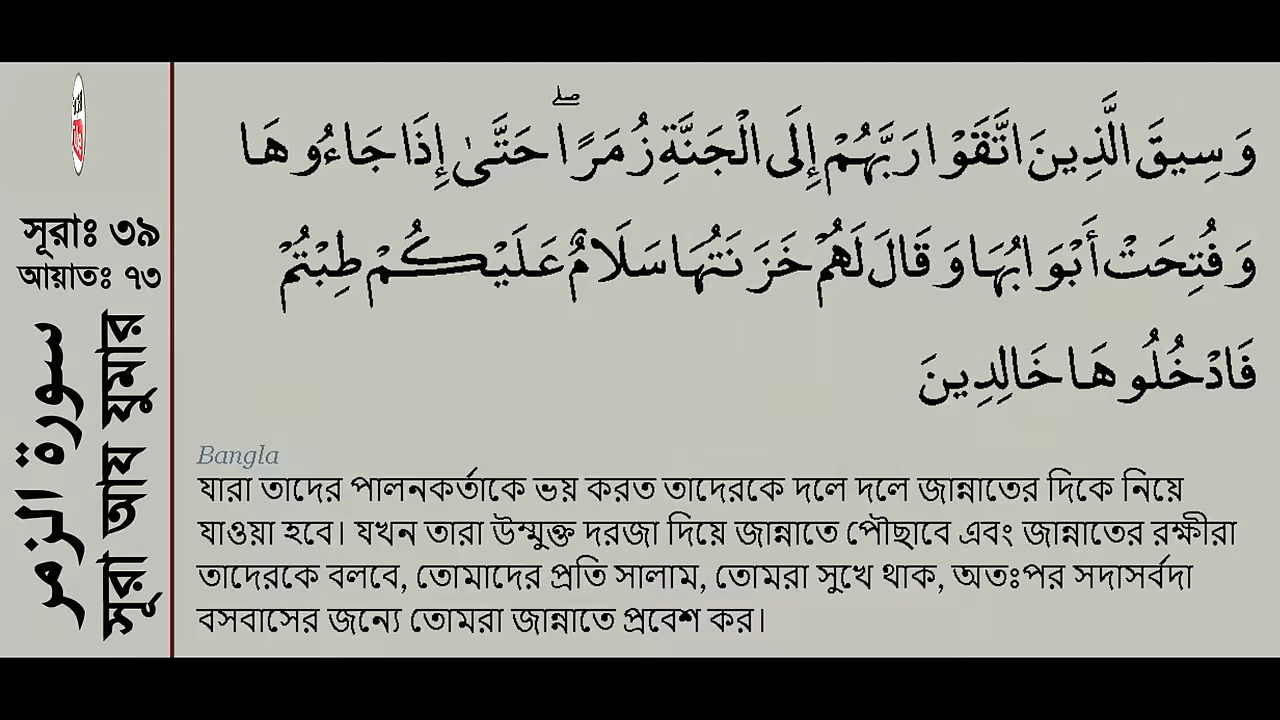 وَسِيقَ الَّذِينَ اتَّقَوْا رَبَّهُمْ إِلَى الْجَنَّةِ زُمَرًا ۖ حَتَّىٰ إِذَا جَاءُوهَا
وَفُتِحَتْ أَبْوَابُهَا وَقَالَ لَهُمْ خَزَنَتُهَا سَلَامٌ عَلَيْكُمْ طِبْتُمْ
فَادْخُلُوهَا خَالِدِينَ
Bangla
যারা তাদের পালনকর্তাকে ভয় করত তাদেরকে দলে দলে জান্নাতের দিকে নিয়ে
যাওয়া হবে। যখন তারা উম্মুক্ত দরজা দিয়ে জান্নাতে পৌছাবে এবং জান্নাতের রক্ষীরা
তাদেরকে বলবে, তোমাদের প্রতি সালাম, তোমরা সুখে থাক, অতঃপর সদাসর্বদা
বসবাসের জন্যে তোমরা জান্নাতে প্রবেশ কর।
সূরাঃ ৩৯
আয়াতঃ ৭৩
سورة الزمر
সূরা আয যুমার